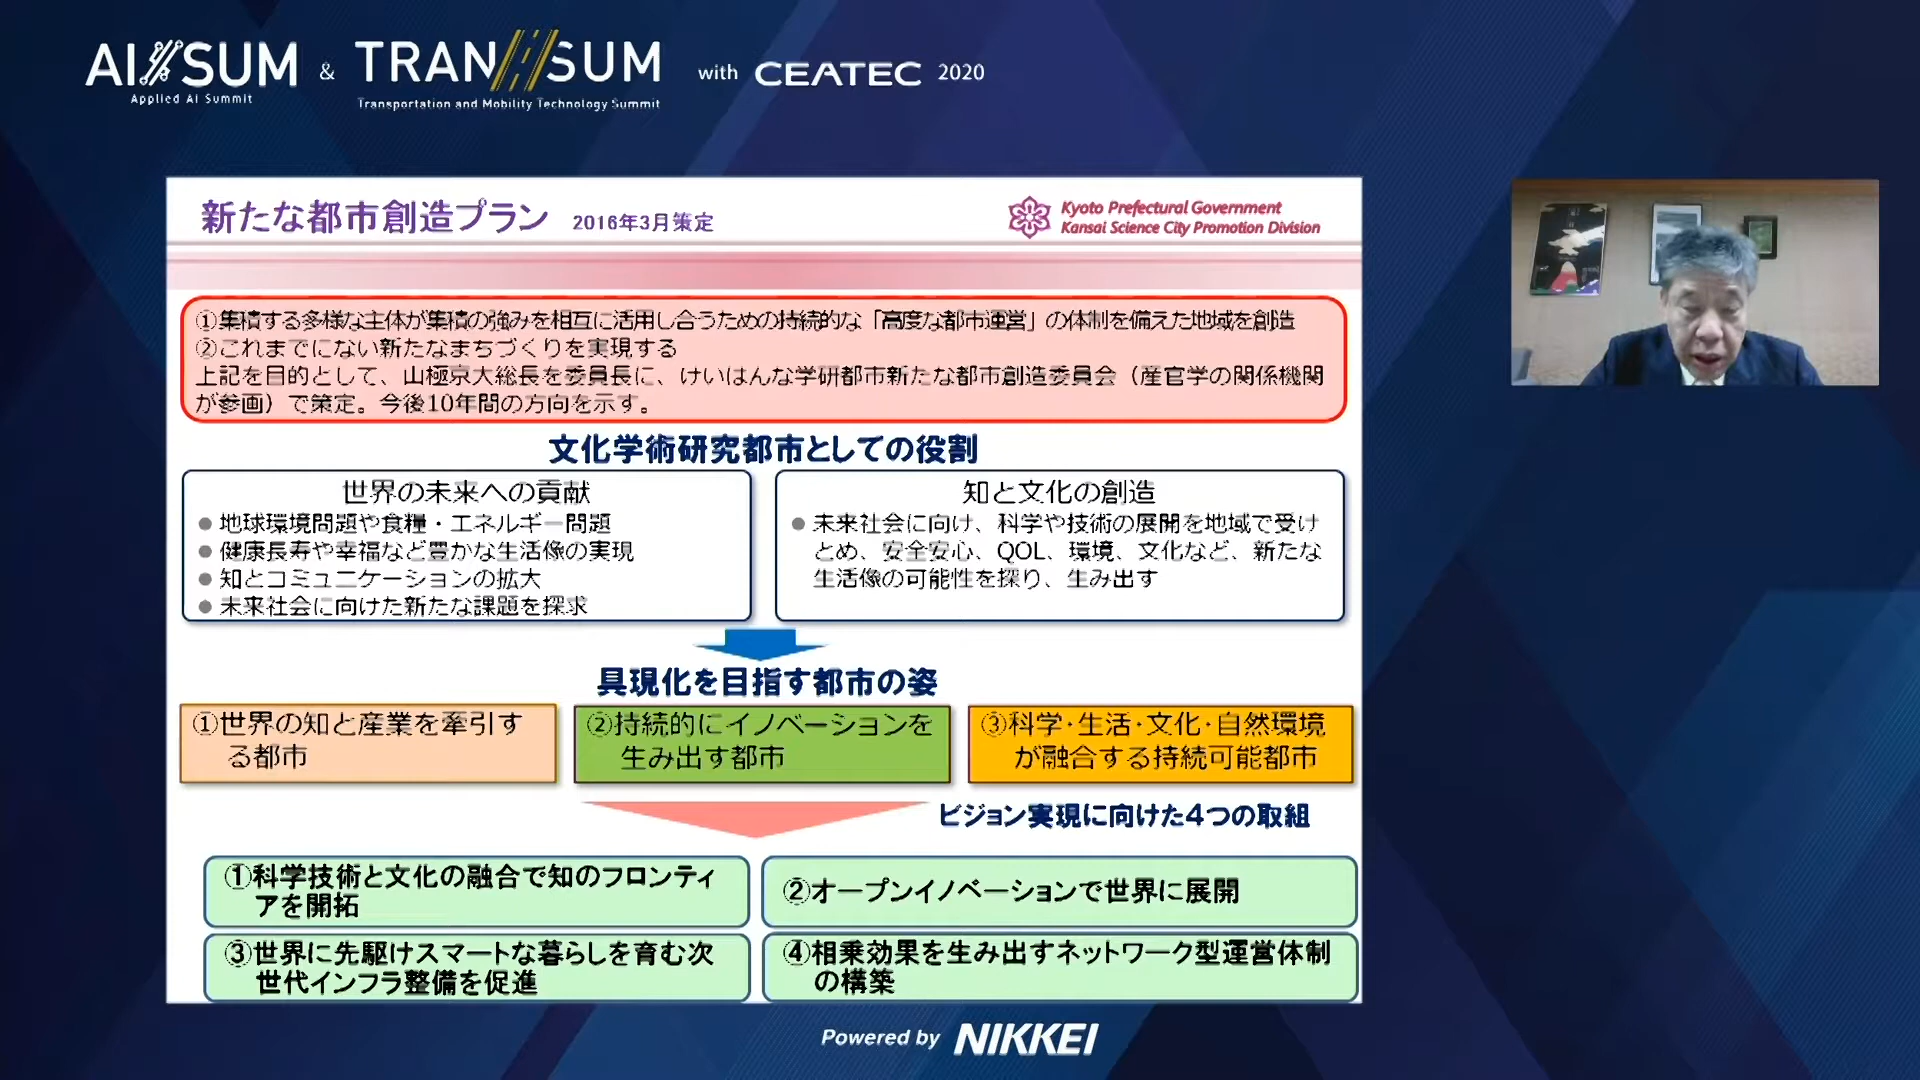 AI//SUM & TRAN//SUM with CEATEC 2020
Applied AI Summit
Transportation and Mobility Technology Summit
新たな都市創造プラン 2016年3月策定
Kyoto Prefectural Government
Kansai Science City Promotion Division
①集積する多様な主体が集積の強みを相互に活用し合うための持続的な「高度な都市運営」の体制を備えた地域を創造
②これまでにない新たなまちづくりを実現する
上記を目的として、山極京大総長を委員長に、けいはんな学研都市新たな都市創造委員会（産官学の関係機関
が参画）で策定。今後10年間の方向を示す。
文化学術研究都市としての役割
世界の未来への貢献
● 地球環境問題や食糧・エネルギー問題
● 健康長寿や幸福など豊かな生活像の実現
● 知とコミュニケーションの拡大
● 未来社会に向けた新たな課題を探求
知と文化の創造
● 未来社会に向け、科学や技術の展開を地域で受け
とめ、安全安心、QOL、環境、文化など、新たな
生活像の可能性を探り、生み出す
具現化を目指す都市の姿
①世界の知と産業を牽引す
る都市
②持続的にイノベーションを
生み出す都市
③科学・生活・文化・自然環境
が融合する持続可能都市
ビジョン実現に向けた4つの取組
①科学技術と文化の融合で知のフロンティ
アを開拓
②オープンイノベーションで世界に展開
③世界に先駆けスマートな暮らしを育む次
世代インフラ整備を促進
④相乗効果を生み出すネットワーク型運営体制
の構築
Powered by NIKKEI